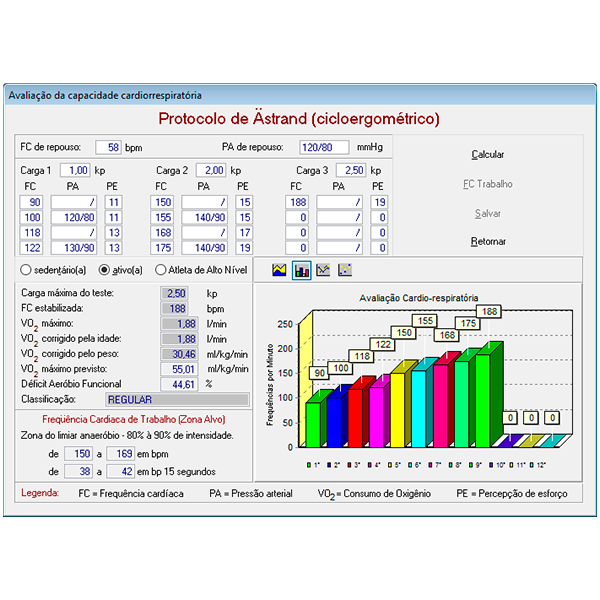 Avaliação da capacidade cardiorrespiratória
Protocolo de Ästrand (cicloergométrico)
FC de repouso: 58 bpm PA de repouso: 120/80 mmHg
Calcular
FC Trabalho
Salvar
Retornar
Carga 1 1,00 kp Carga 2 2,00 kp Carga 3 2,50 kp
FC PA PE FC PA PE FC PA PE
90 / 11 150 / 15 188 / 19
100 120/80 11 155 140/90 15 0 / 0
118 / 13 168 / 17 0 / 0
122 130/90 13 175 140/90 19 0 / 0
sedentário(a) ativo(a) Atleta de Alto Nível
Carga máxima do teste: 2,50 kp
FC estabilizada: 188 bpm
VO2 máximo: 1,88 l/min
VO2 corrigido pela idade: 1,88 l/min
VO2 corrigido pelo peso: 30,46 ml/kg/min
VO2 máximo previsto: 55,01 ml/kg/min
Déficit Aeróbio Funcional 44,61 %
Classificação: REGULAR
Freqüência Cardiaca de Trabalho (Zona Alvo)
Zona do limiar anaeróbio - 80% à 90% de intensidade.
de 150 a 169 em bpm
de 38 a 42 em bp 15 segundos
Avaliação Cardio-respiratória
Frequências por Minuto
250
200
150
100
50
0
90 100 118 122 150 155 168 175 188 0 0 0
1° 2° 3° 4° 5° 6° 7° 8° 9° 10° 11° 12°
Legenda: FC = Frequência cardíaca PA = Pressão arterial VO2 = Consumo de Oxigênio PE = Percepção de esforço